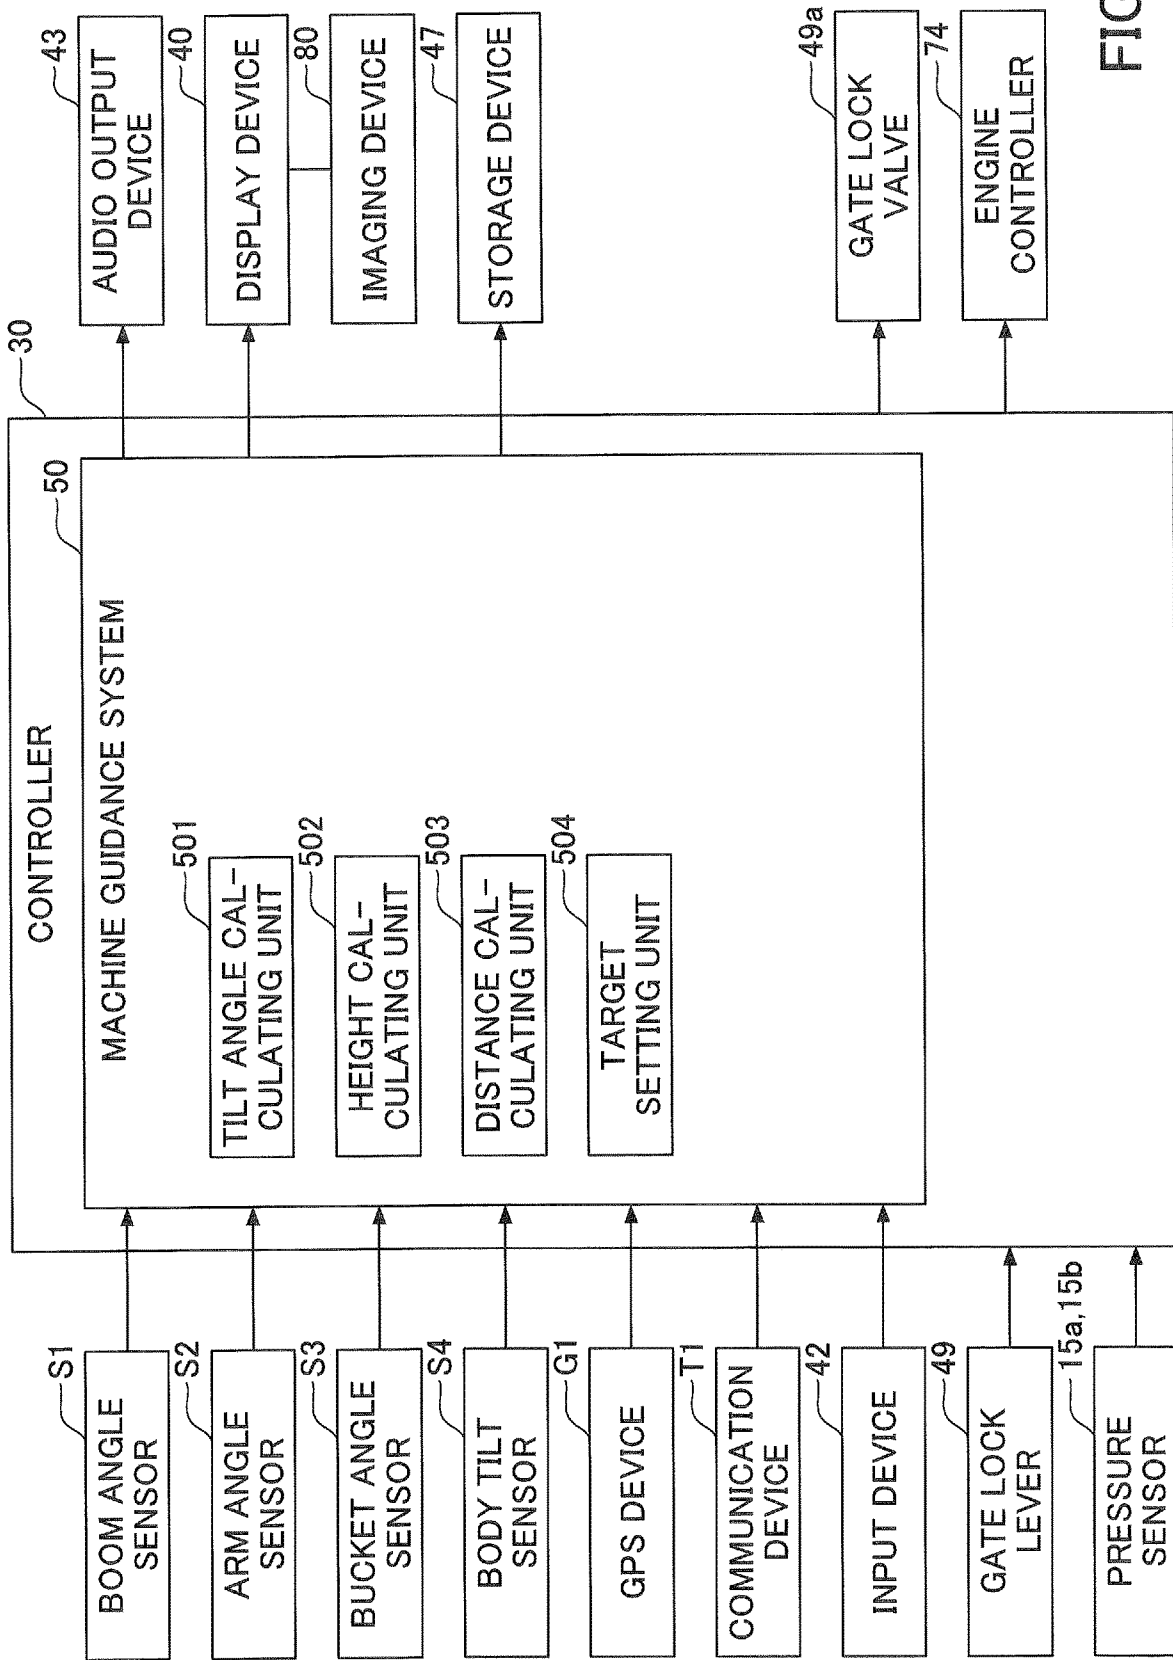 CONTROLLER
30
MACHINE GUIDANCE SYSTEM
50
TILT ANGLE CAL-
CULATING UNIT
501
HEIGHT CAL-
CULATING UNIT
502
DISTANCE CAL-
CULATING UNIT
503
TARGET
SETTING UNIT
504
BOOM ANGLE
SENSOR
S1
ARM ANGLE
SENSOR
S2
BUCKET ANGLE
SENSOR
S3
BODY TILT
SENSOR
S4
GPS DEVICE
G1
COMMUNICATION
DEVICE
T1
INPUT DEVICE
42
GATE LOCK
LEVER
49
PRESSURE
SENSOR
15a,15b
AUDIO OUTPUT
DEVICE
43
DISPLAY DEVICE
40
IMAGING DEVICE
80
STORAGE DEVICE
47
GATE LOCK
VALVE
49a
ENGINE
CONTROLLER
74
FIG